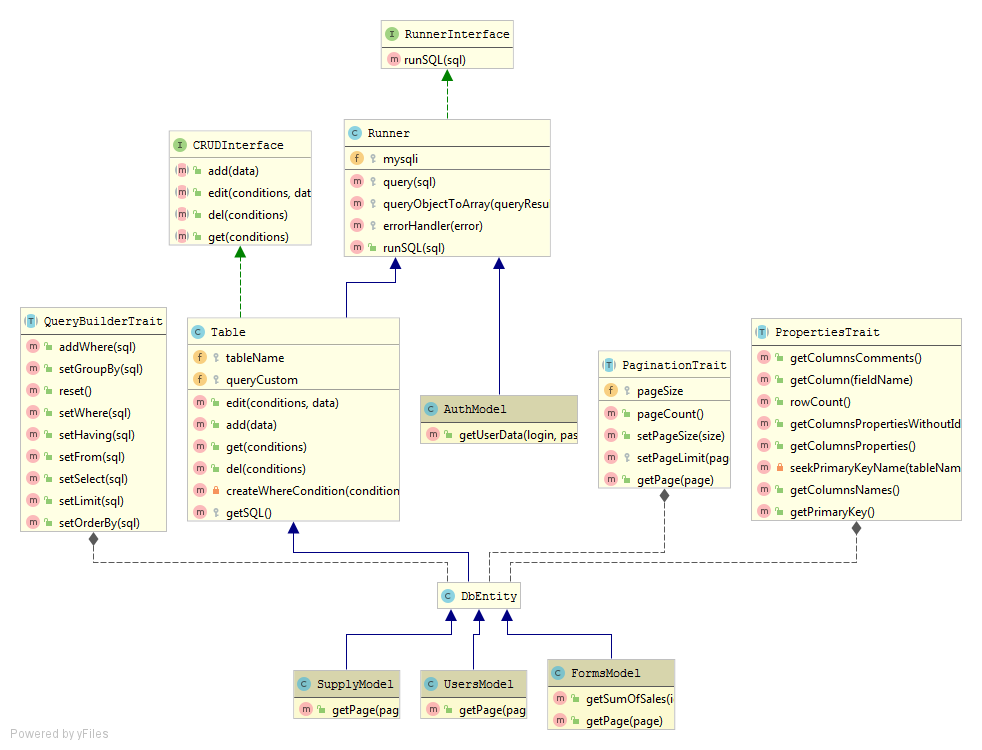 I RunnerInterface
m runSQL(sql)
C Runner
f mysqli
m query(sql)
m queryObjectToArray(queryResu
m errorHandler(error)
m runSQL(sql)
I CRUDInterface
m add(data)
m edit(conditions, dat
m del(conditions)
m get(conditions)
T QueryBuilderTrait
m addWhere(sql)
m setGroupBy(sql)
m reset()
m setWhere(sql)
m setHaving(sql)
m setFrom(sql)
m setSelect(sql)
m setLimit(sql)
m setOrderBy(sql)
C Table
f tableName
f queryCustom
m edit(conditions, data)
m add(data)
m get(conditions)
m del(conditions)
m createWhereCondition(condition
m getSQL()
C AuthModel
m getUserData(login, pas
T PaginationTrait
f pageSize
m pageCount()
m setPageSize(size)
m setPageLimit(pag
m getPage(page)
T PropertiesTrait
m getColumnsComments()
m getColumn(fieldName)
m rowCount()
m getColumnsPropertiesWithoutId
m getColumnsProperties()
m seekPrimaryKeyName(tableNam
m getColumnsNames()
m getPrimaryKey()
C DbEntity
C SupplyModel
m getPage(pag
C UsersModel
m getPage(pag
C FormsModel
m getSumOfSales(i
m getPage(page)
Powered by yFiles